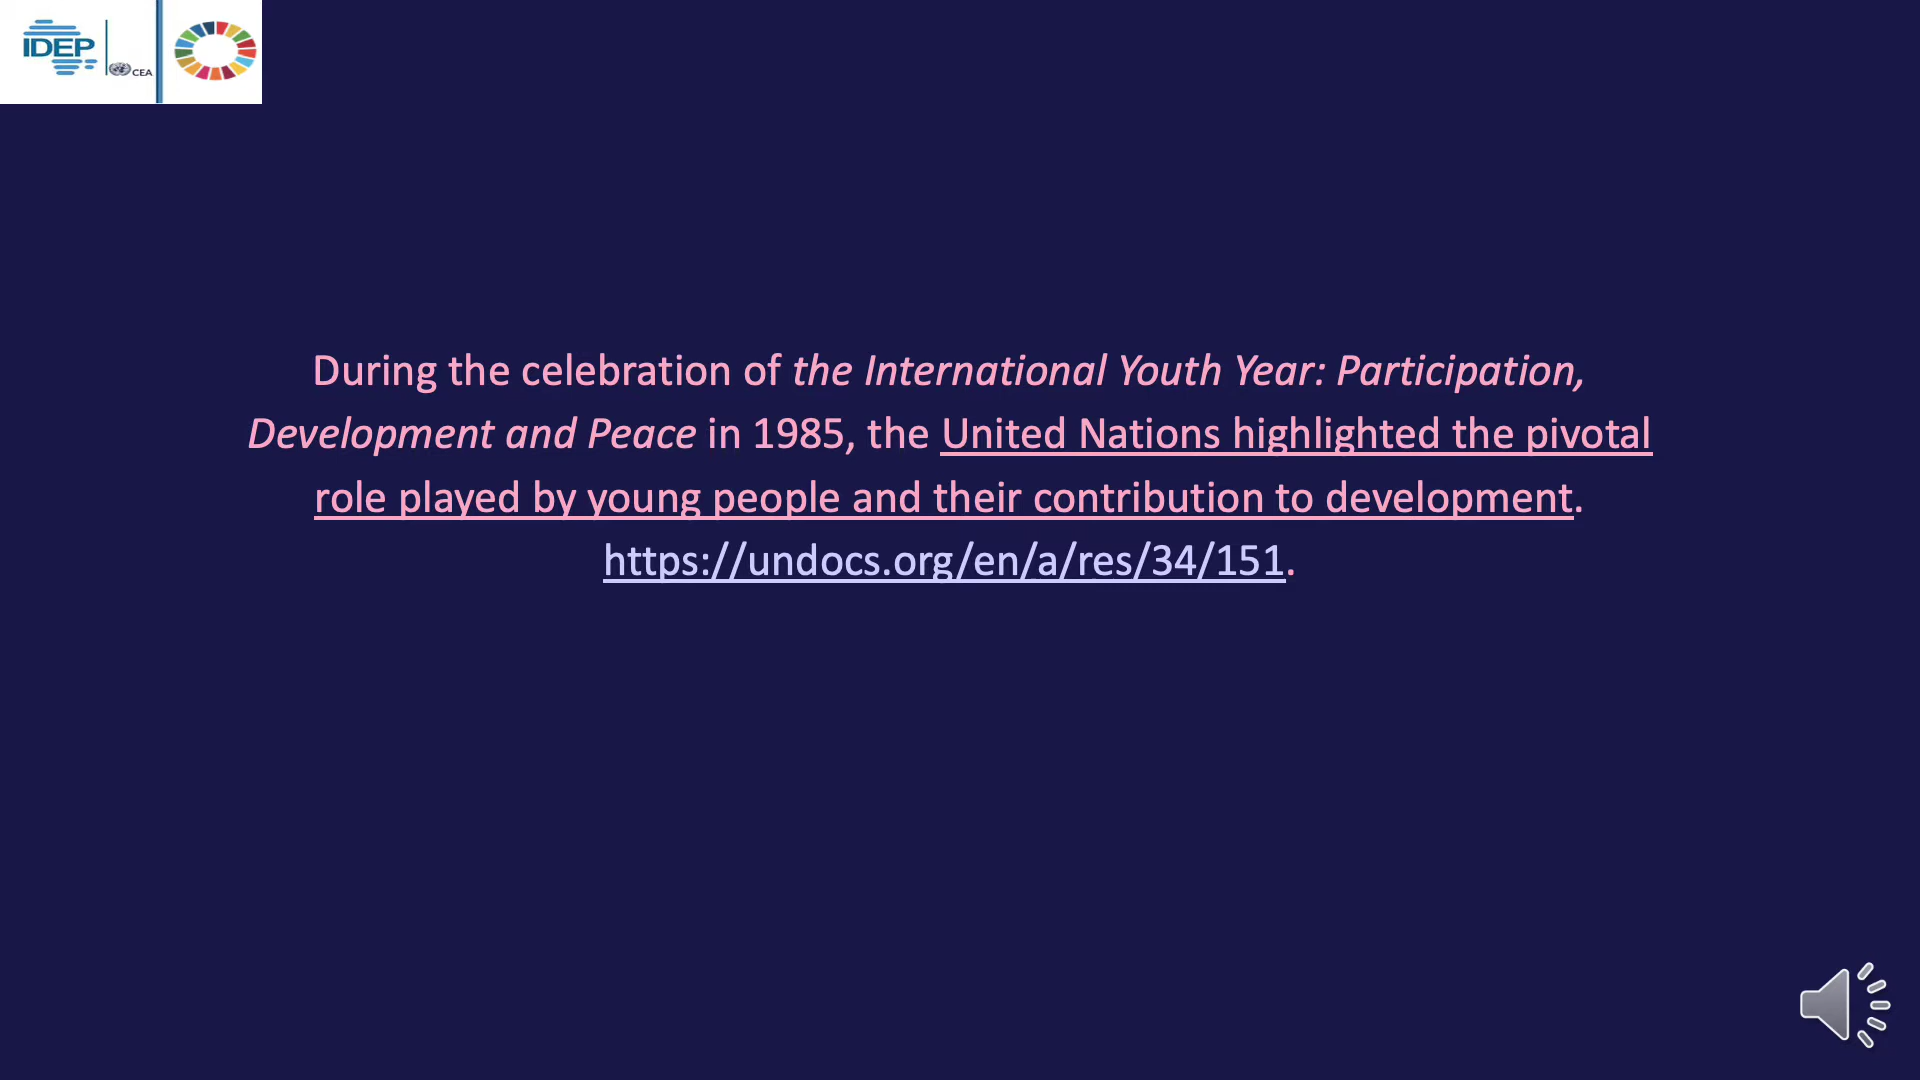 IDEP
CEA
During the celebration of the International Youth Year: Participation,
Development and Peace in 1985, the United Nations highlighted the pivotal
role played by young people and their contribution to development.
https://undocs.org/en/a/res/34/151.